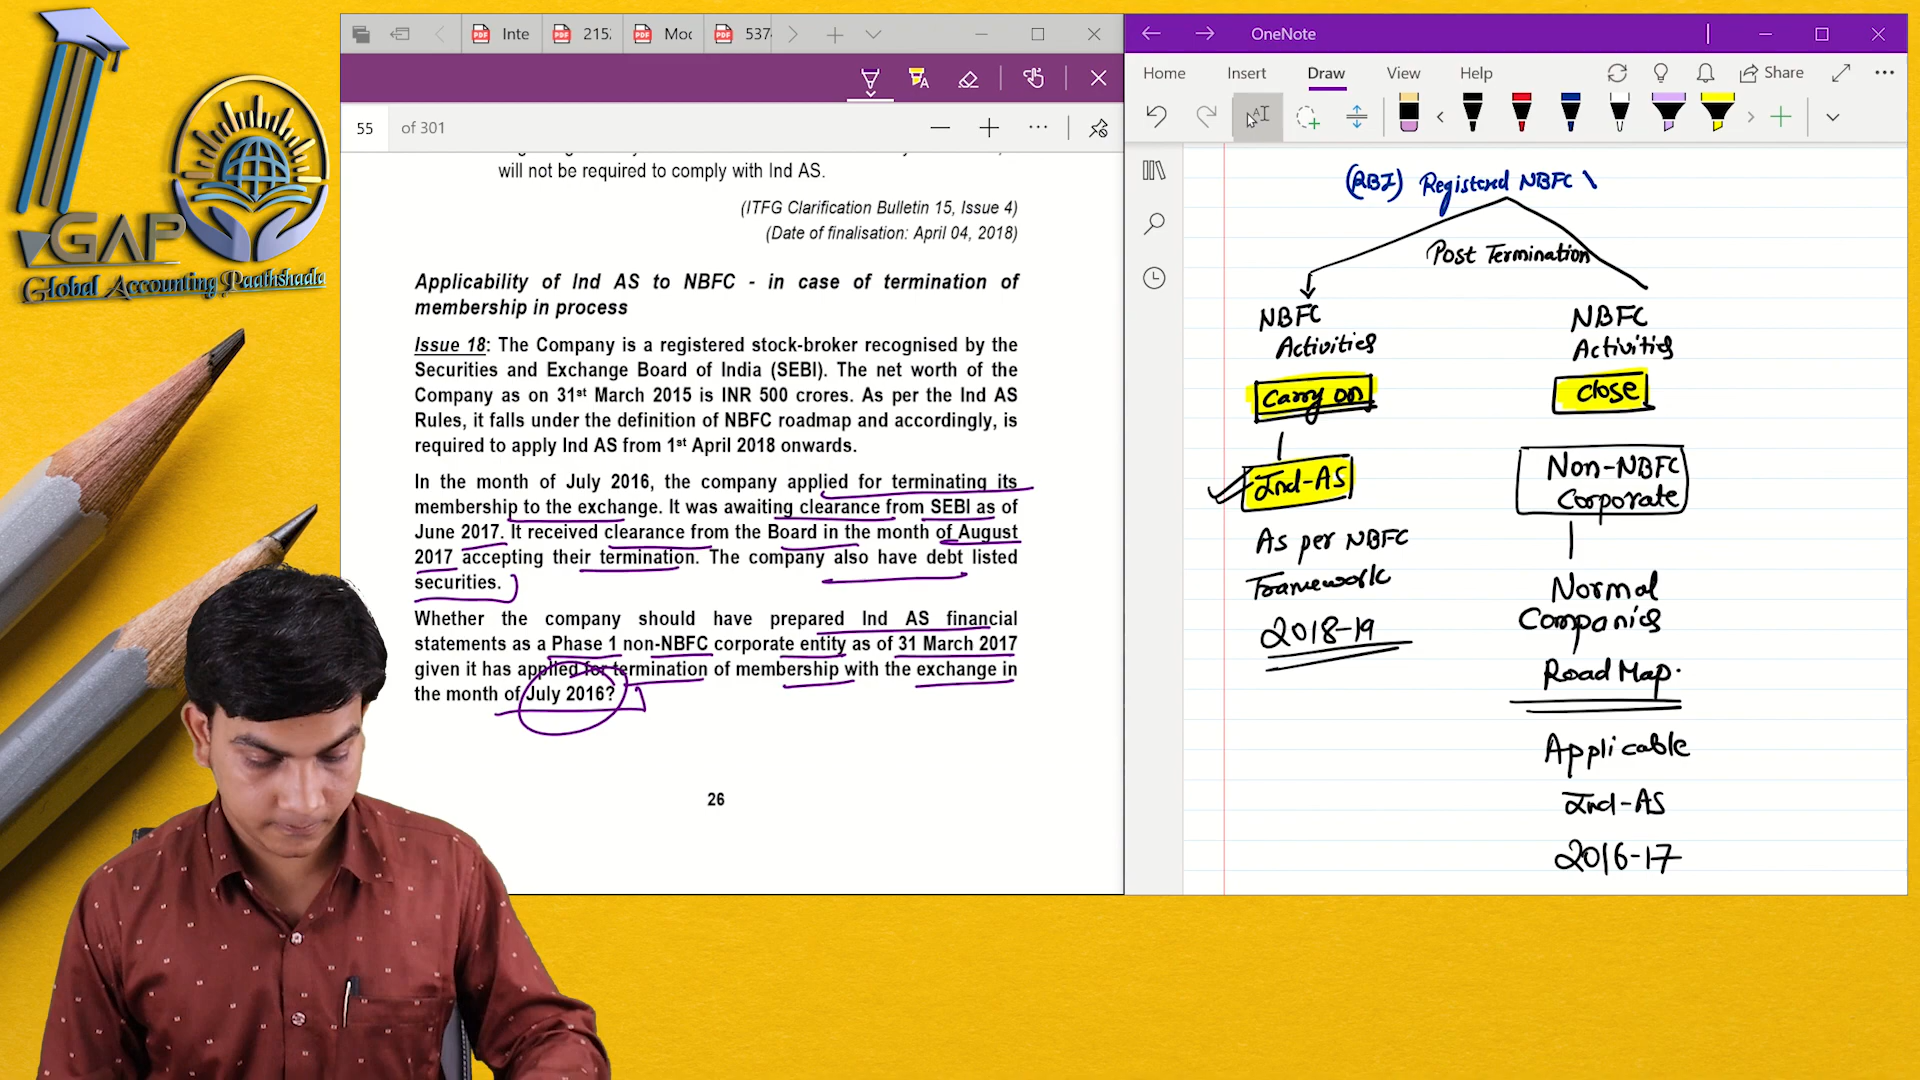 GAP
Global Accounting Paathshada
Inte
215
Moc
537
55 of 301
will not be required to comply with Ind AS.
(ITFG Clarification Bulletin 15, Issue 4)
(Date of finalisation: April 04, 2018)
Applicability of Ind AS to NBFC - in case of termination of
membership in process
Issue 18: The Company is a registered stock-broker recognised by the
Securities and Exchange Board of India (SEBI). The net worth of the
Company as on 31st March 2015 is INR 500 crores. As per the Ind AS
Rules, it falls under the definition of NBFC roadmap and accordingly, is
required to apply Ind AS from 1st April 2018 onwards.
In the month of July 2016, the company applied for terminating its
membership to the exchange. It was awaiting clearance from SEBI as of
June 2017. It received clearance from the Board in the month of August
2017 accepting their termination. The company also have debt listed
securities.
Whether the company should have prepared Ind AS financial
statements as a Phase 1 non-NBFC corporate entity as of 31 March 2017
given it has applied for termination of membership with the exchange in
the month of July 2016?
26
OneNote
Home Insert Draw View Help Share
(RBI) Registered NBFC
Post Termination
NBFC
Activities
Carry on
Ind-AS
As per NBFC
Framework
2018-19
NBFC
Activities
Close
Non-NBFC
Corporate
Normal
Companies
Road Map.
Applicable
Ind-AS
2016-17